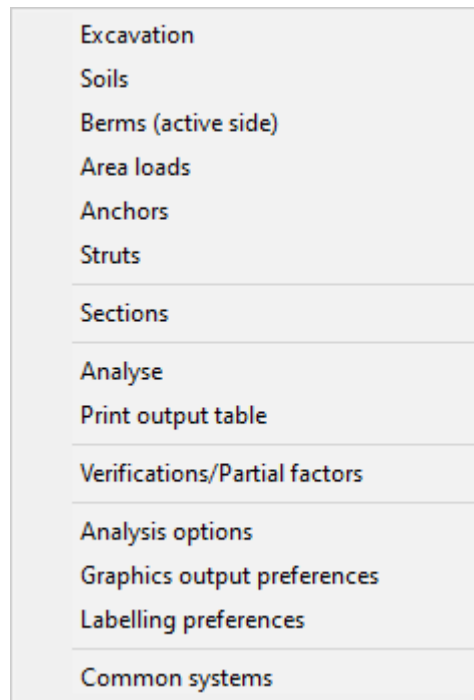 Excavation
Soils
Berms (active side)
Area loads
Anchors
Struts
Sections
Analyse
Print output table
Verifications/Partial factors
Analysis options
Graphics output preferences
Labelling preferences
Common systems